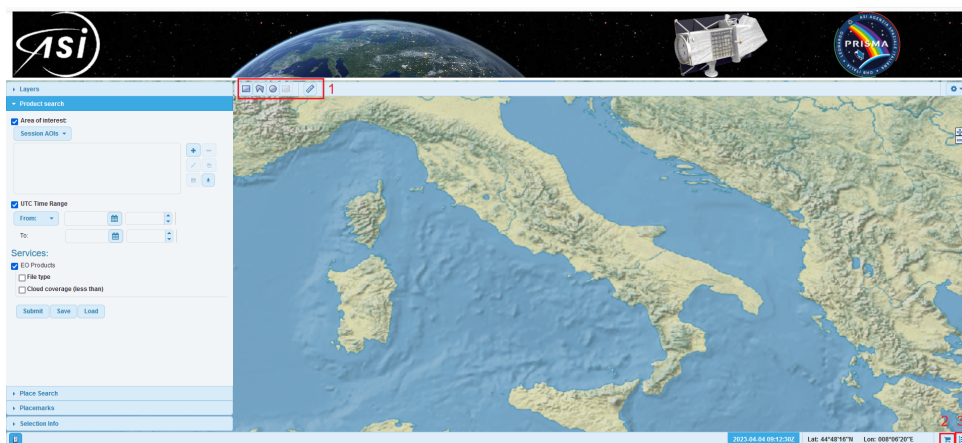 ASI
PRISMA
Layers
1
Product search
Area of interest:
Session AOIs
UTC Time Range
From:
To:
Services:
EO Products
File type
Cloud coverage (less than)
Submit Save Load
Place Search
Placemarks
Selection Info
2 3
2023-04-04 09:12:30Z Lat: 44°48'16"N Lon: 008°06'20"E